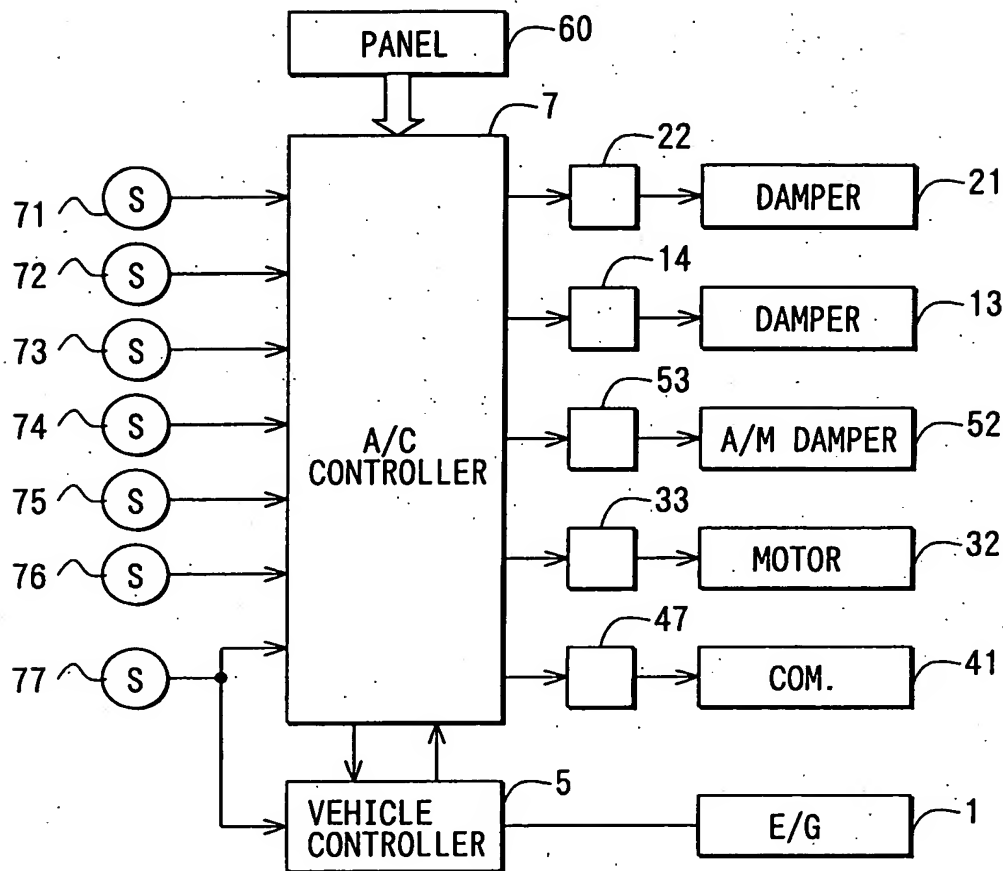 PANEL
60
7
22
S
71
DAMPER
21
S
72
14
S
73
DAMPER
13
53
S
74
A/C
CONTROLLER
A/M DAMPER
52
S
75
33
S
76
MOTOR
32
47
S
77
COM.
41
5
VEHICLE
CONTROLLER
E/G
1